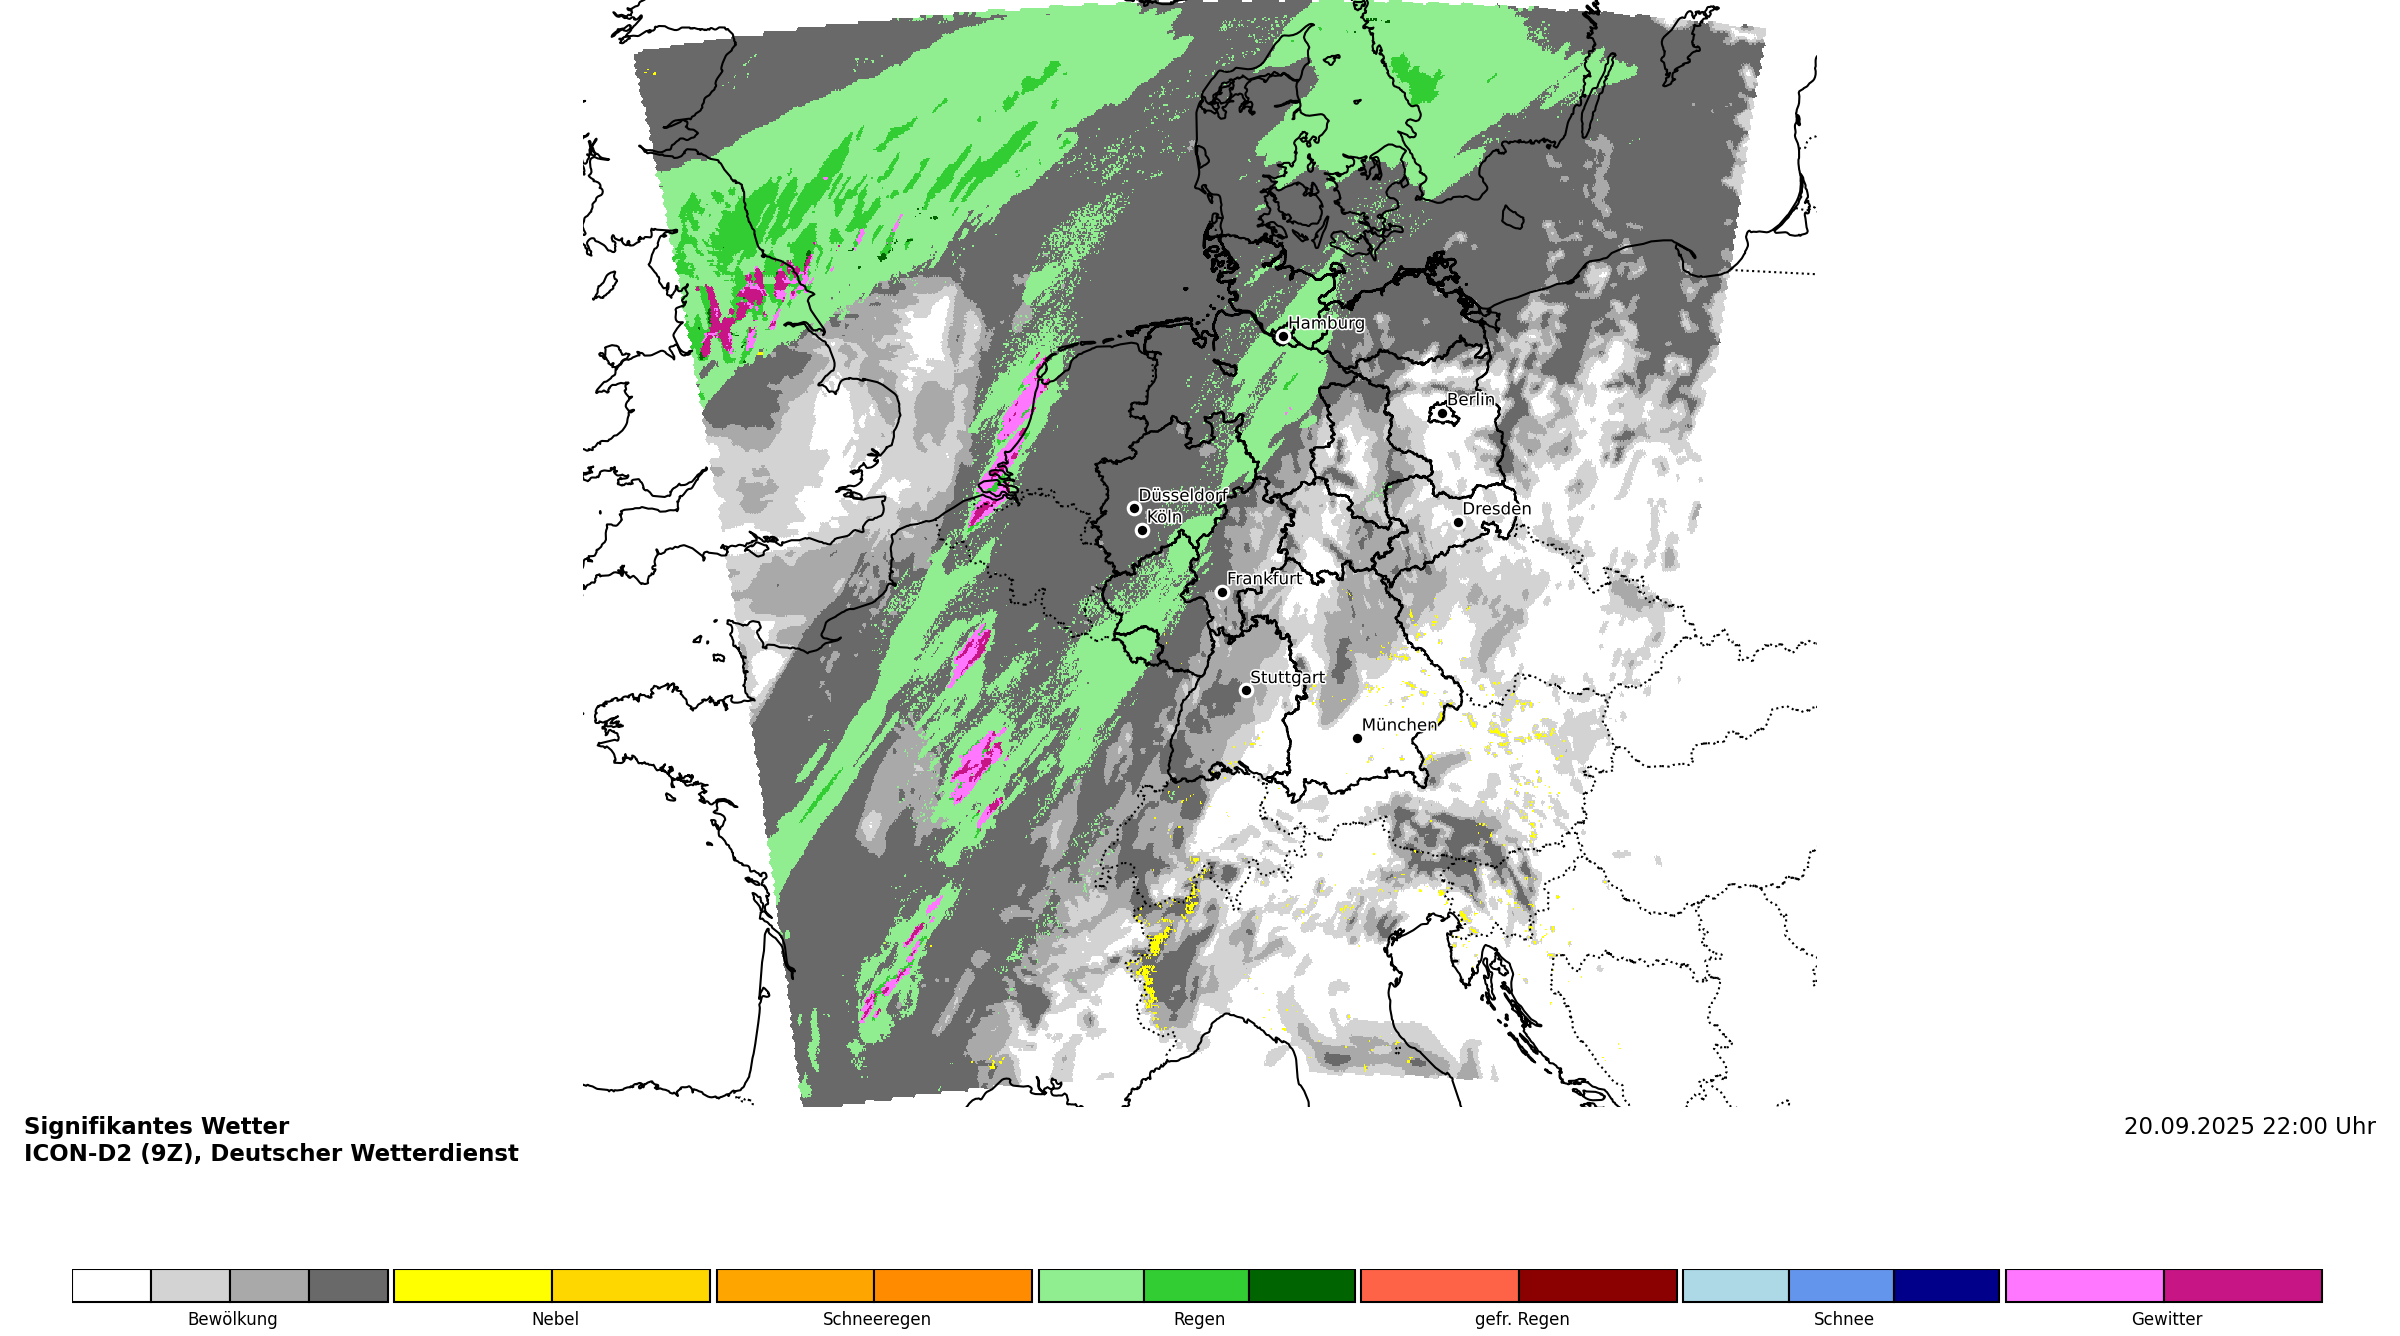 Hamburg
Berlin
Düsseldorf
Köln
Dresden
Frankfurt
Stuttgart
München
Signifikantes Wetter
20.09.2025 22:00 Uhr
ICON-D2 (9Z), Deutscher Wetterdienst
Bewölkung
Nebel
Schneeregen
Regen
gefr. Regen
Schnee
Gewitter